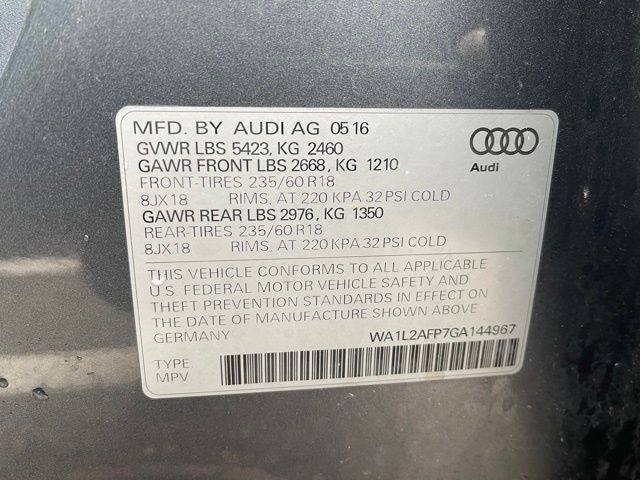 MFD. BY AUDI AG 0516
GVWR LBS 5423, KG 2460
GAWR FRONT LBS 2668, KG 1210
FRONT-TIRES 235/60 R18
8JX18 RIMS, AT 220 KPA 32 PSI COLD
GAWR REAR LBS 2976, KG 1350
REAR-TIRES 235/60 R18
8JX18 RIMS, AT 220 KPA 32 PSI COLD
Audi
THIS VEHICLE CONFORMS TO ALL APPLICABLE
U.S. FEDERAL MOTOR VEHICLE SAFETY AND
THEFT PREVENTION STANDARDS IN EFFECT ON
THE DATE OF MANUFACTURE SHOWN ABOVE
GERMANY
WA1L2AFP7GA144967
TYPE:
MPV